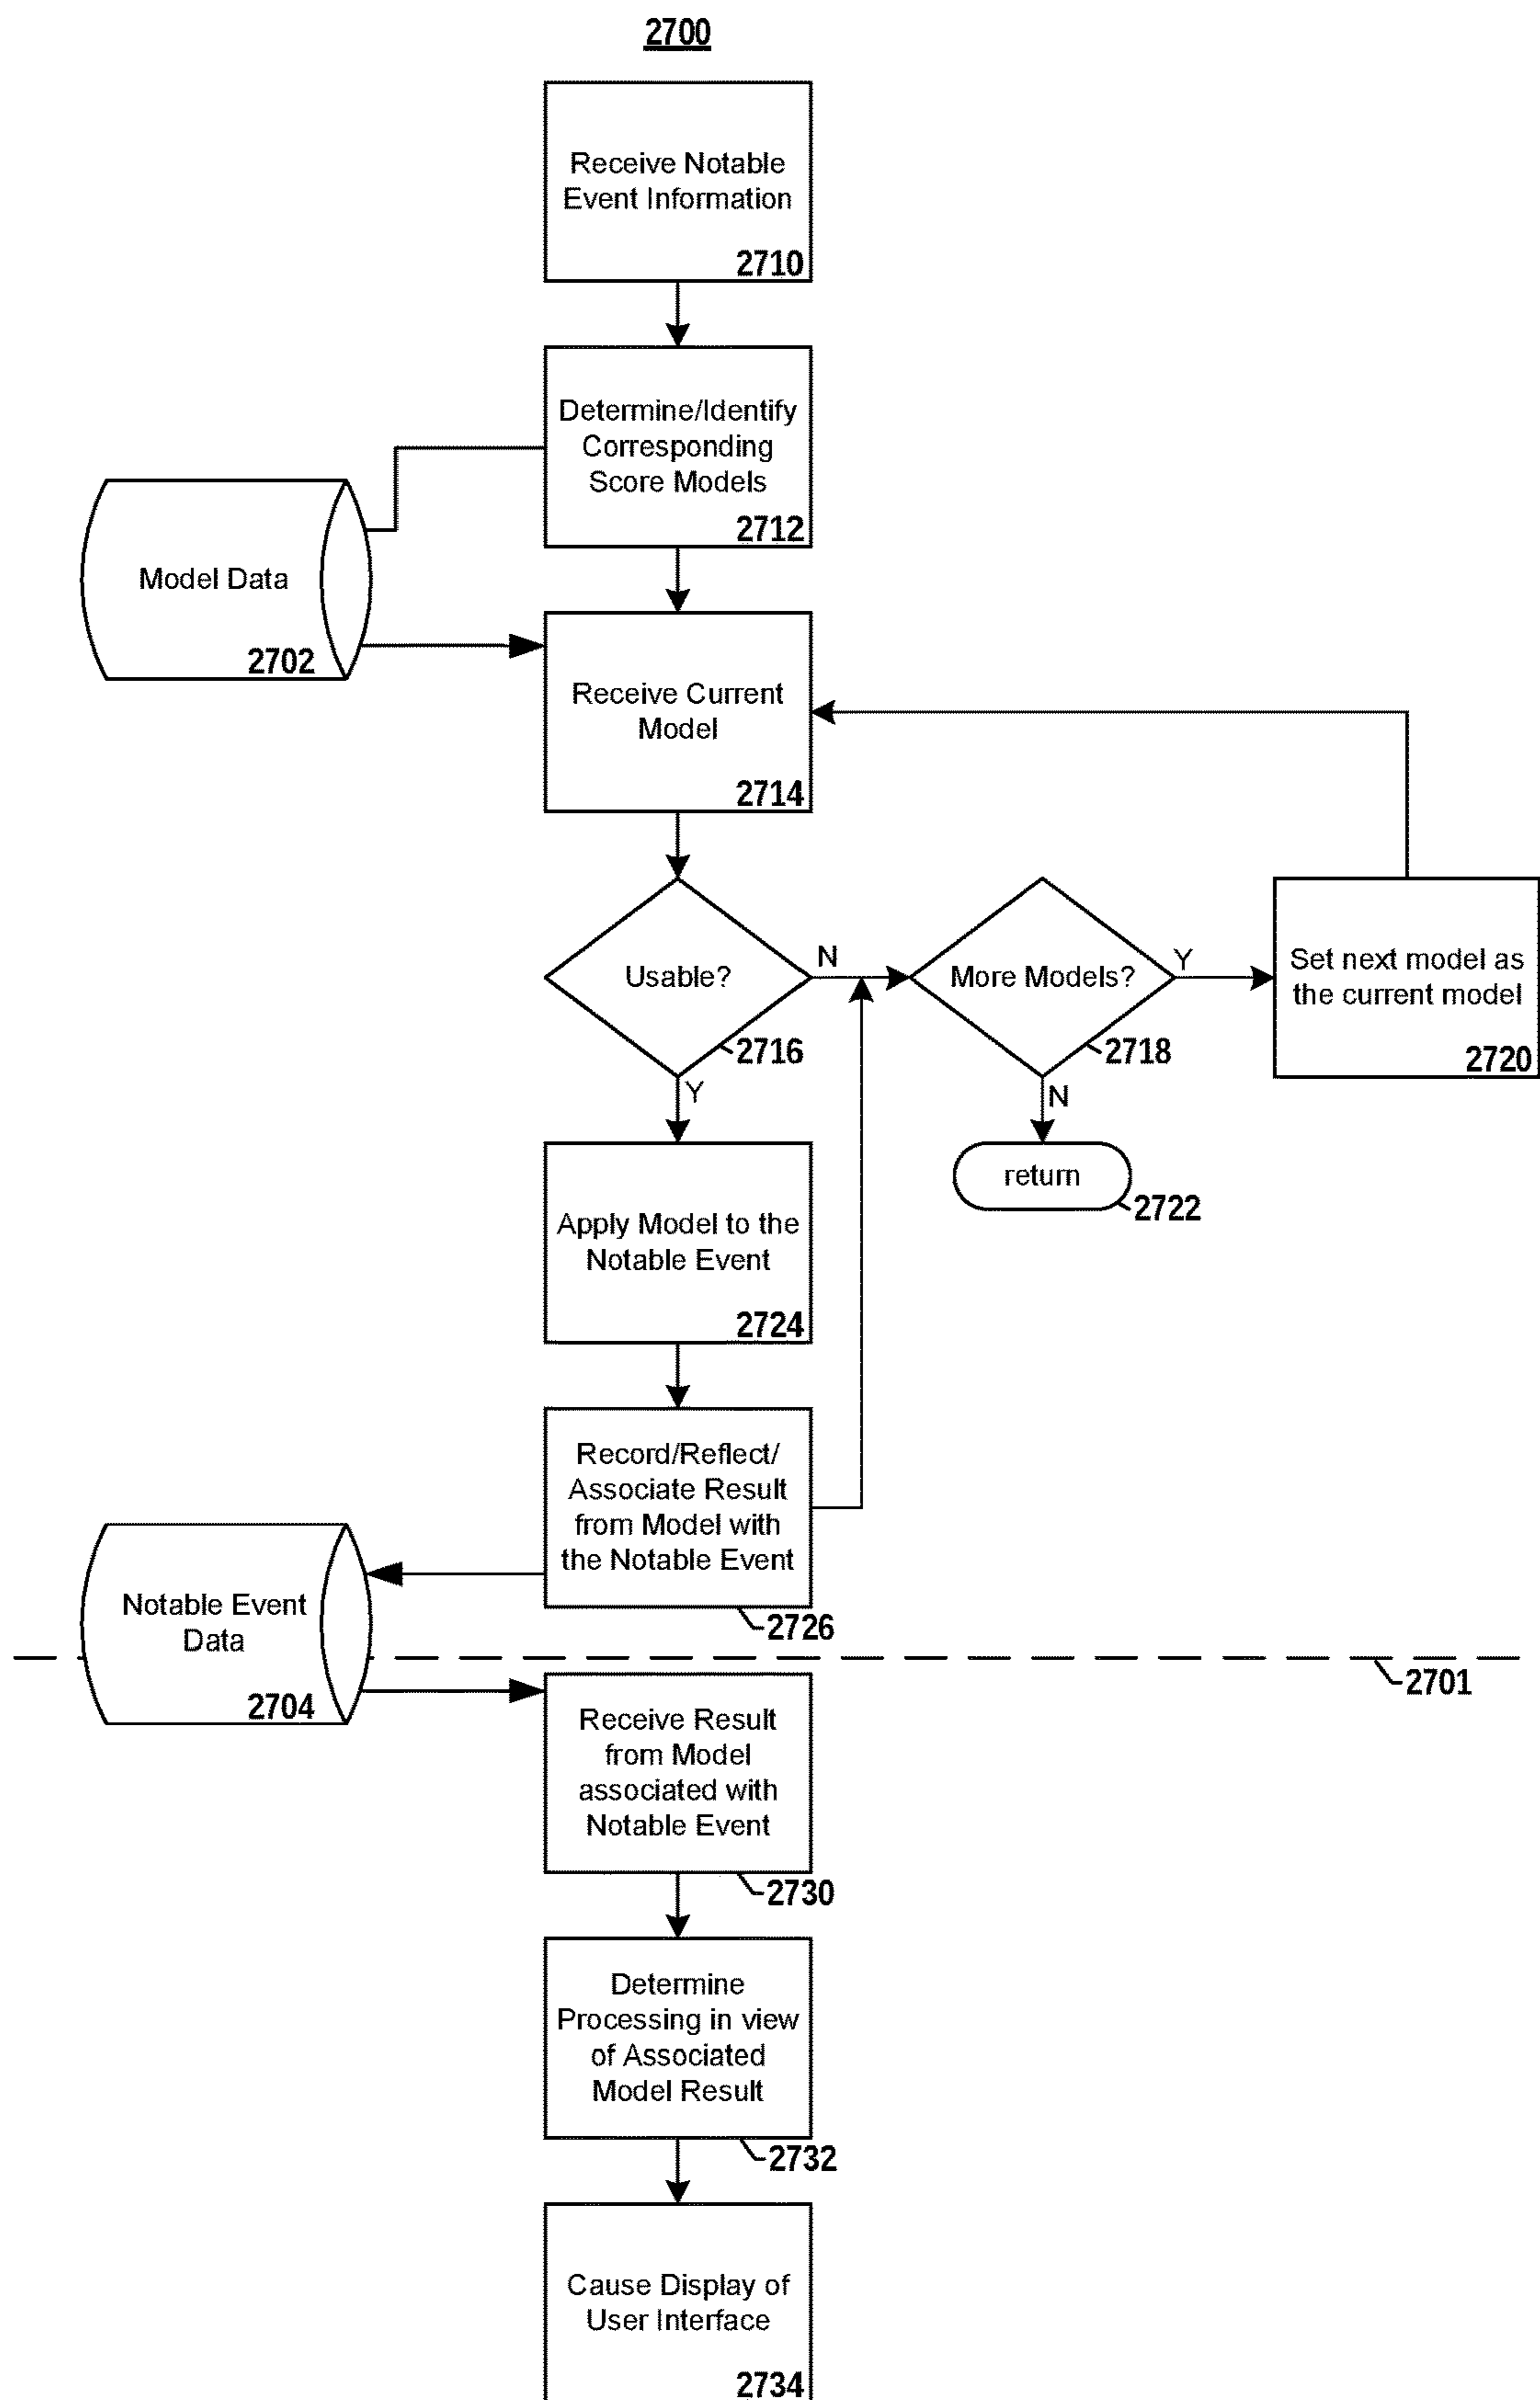 2700
Receive Notable
Event Information
2710
Determine/Identify
Corresponding
Score Models
2712
Model Data
2702
Receive Current
Model
2714
Usable?
N
2716
Y
More Models?
Y
2718
N
Set next model as
the current model
2720
return
2722
Apply Model to the
Notable Event
2724
Record/Reflect/
Associate Result
from Model with
the Notable Event
2726
Notable Event
Data
2704
2701
Receive Result
from Model
associated with
Notable Event
2730
Determine
Processing in view
of Associated
Model Result
2732
Cause Display of
User Interface
2734